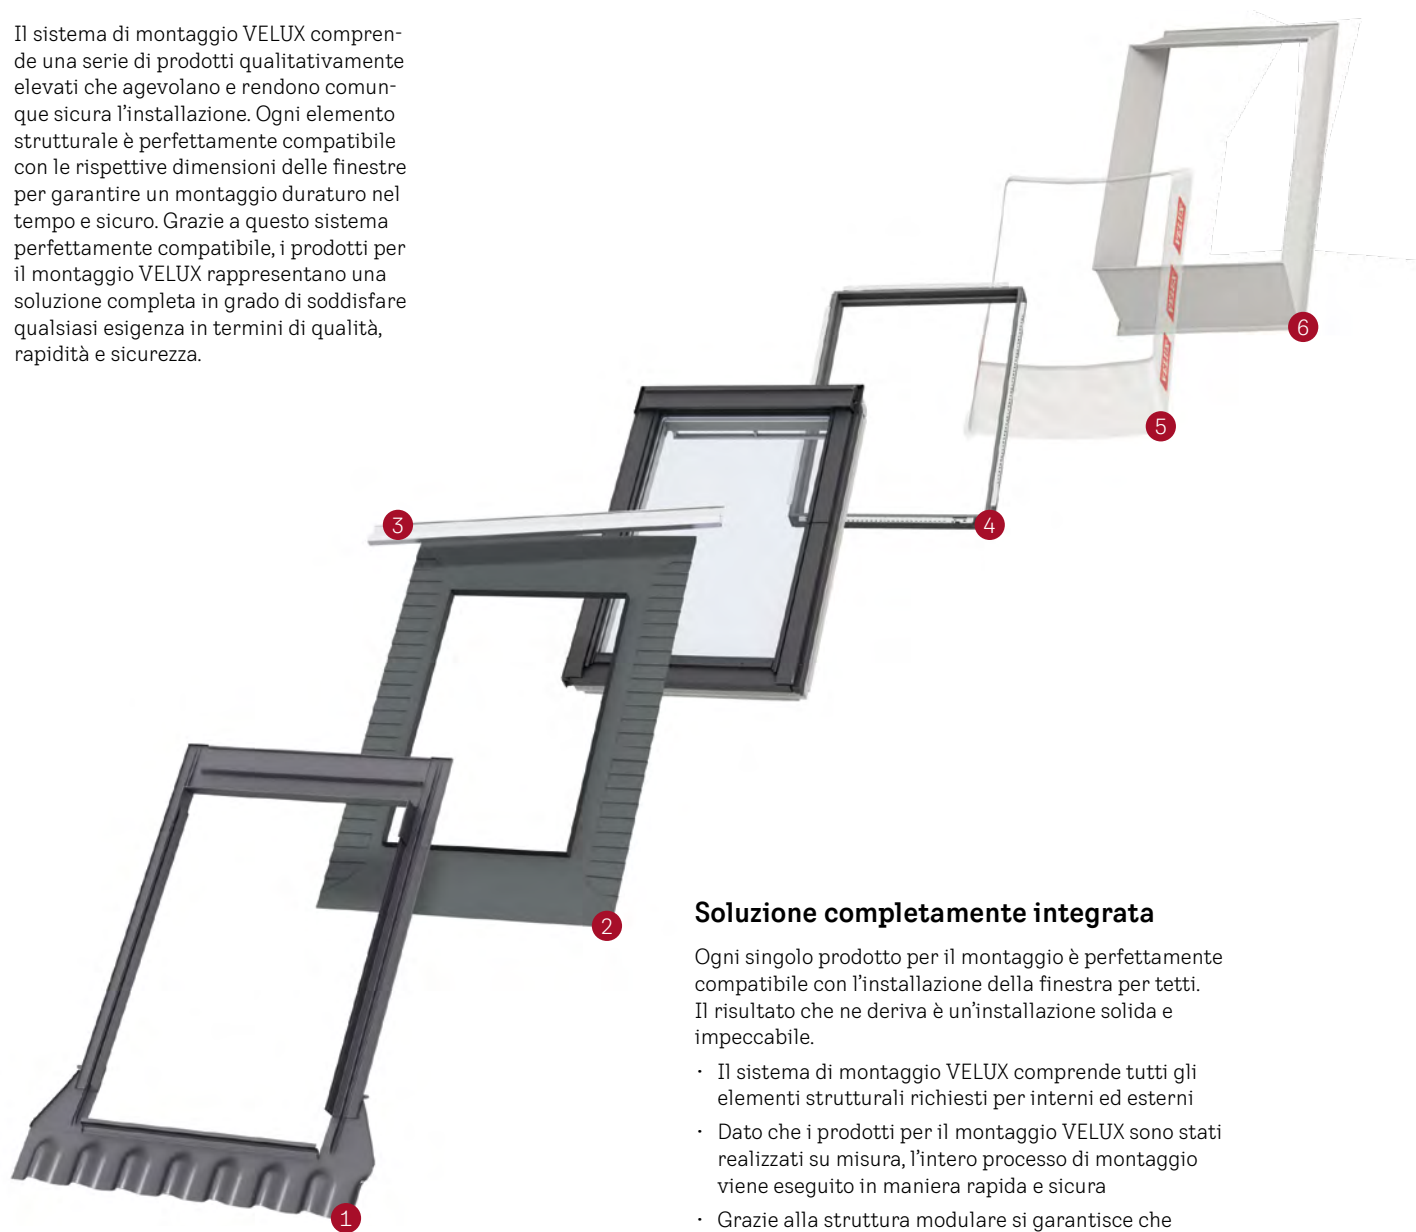 Il sistema di montaggio VELUX compren-
de una serie di prodotti qualitativamente
elevati che agevolano e rendono comun-
que sicura l’installazione. Ogni elemento
strutturale è perfettamente compatibile
con le rispettive dimensioni delle finestre
per garantire un montaggio duraturo nel
tempo e sicuro. Grazie a questo sistema
perfettamente compatibile, i prodotti per
il montaggio VELUX rappresentano una
soluzione completa in grado di soddisfare
qualsiasi esigenza in termini di qualità,
rapidità e sicurezza.
6
VELUX
VELUX
VELUX
VELUX
5
4
3
2
1
Soluzione completamente integrata
Ogni singolo prodotto per il montaggio è perfettamente
compatibile con l’installazione della finestra per tetti.
Il risultato che ne deriva è un’installazione solida e
impeccabile.
· Il sistema di montaggio VELUX comprende tutti gli
elementi strutturali richiesti per interni ed esterni
· Dato che i prodotti per il montaggio VELUX sono stati
realizzati su misura, l’intero processo di montaggio
viene eseguito in maniera rapida e sicura
· Grazie alla struttura modulare si garantisce che